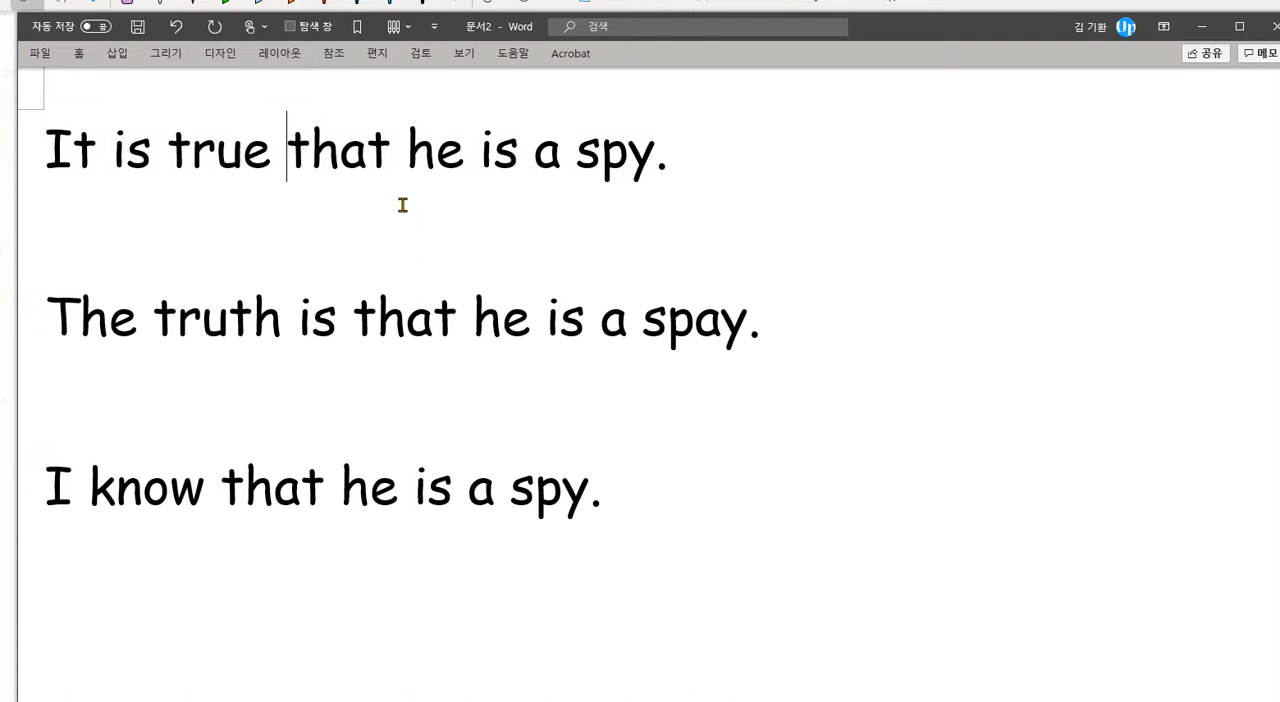 자동 저장 끔 탐색 창 문서2 - Word 검색 김 기환 Up
파일 홈 삽입 그리기 디자인 레이아웃 참조 편지 검토 보기 도움말 Acrobat 공유 메모
It is true that he is a spy.
The truth is that he is a spay.
I know that he is a spy.